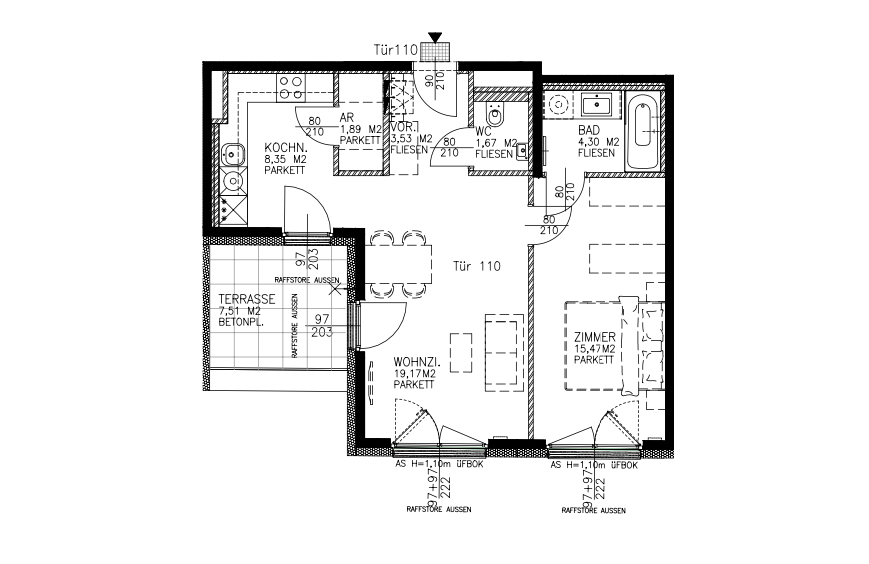 Tür110
90
210
AR
1,89 M2
PARKETT
80
210
VOR.
3,53 M2
FLIESEN
80
210
WC
1,67 M2
FLIESEN
BAD
4,30 M2
FLIESEN
KOCHN.
8,35 M2
PARKETT
80
210
80
210
97
203
RAFFSTORE AUSSEN
Tür 110
TERRASSE
7,51 M2
BETONPL.
RAFFSTORE AUSSEN
97
203
WOHNZI.
19,17M2
PARKETT
ZIMMER
15,47M2
PARKETT
AS H=1,10m ÜFBOK
97+97
222
RAFFSTORE AUSSEN
AS H=1,10m ÜFBOK
97+97
222
RAFFSTORE AUSSEN